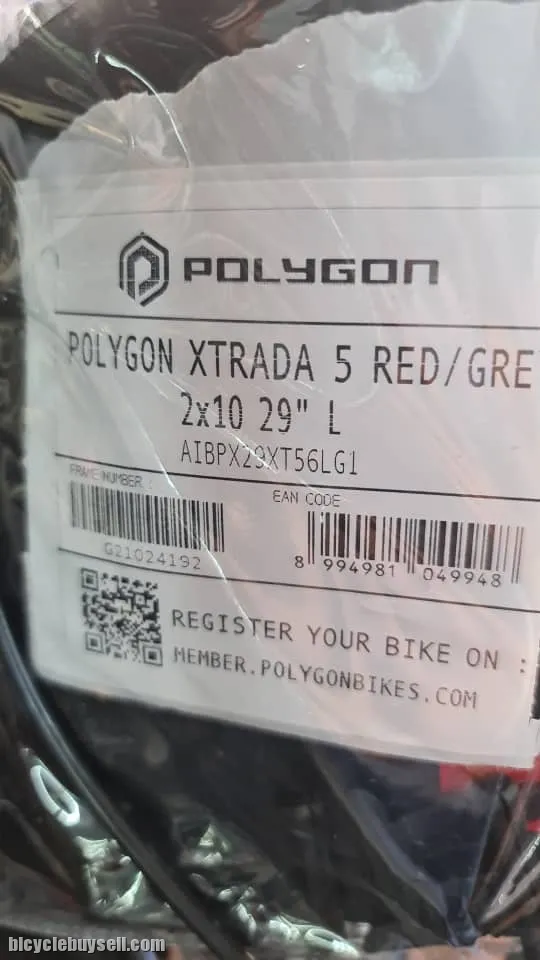 POLYGON
POLYGON XTRADA 5 RED/GRE
2x10 29" L
AIBPX29XT56LG1
FRAME NUMBER :
EAN CODE
G21024192
8 994981 049948
REGISTER YOUR BIKE ON :
MEMBER.POLYGONBIKES.COM
bicyclebuysell.com